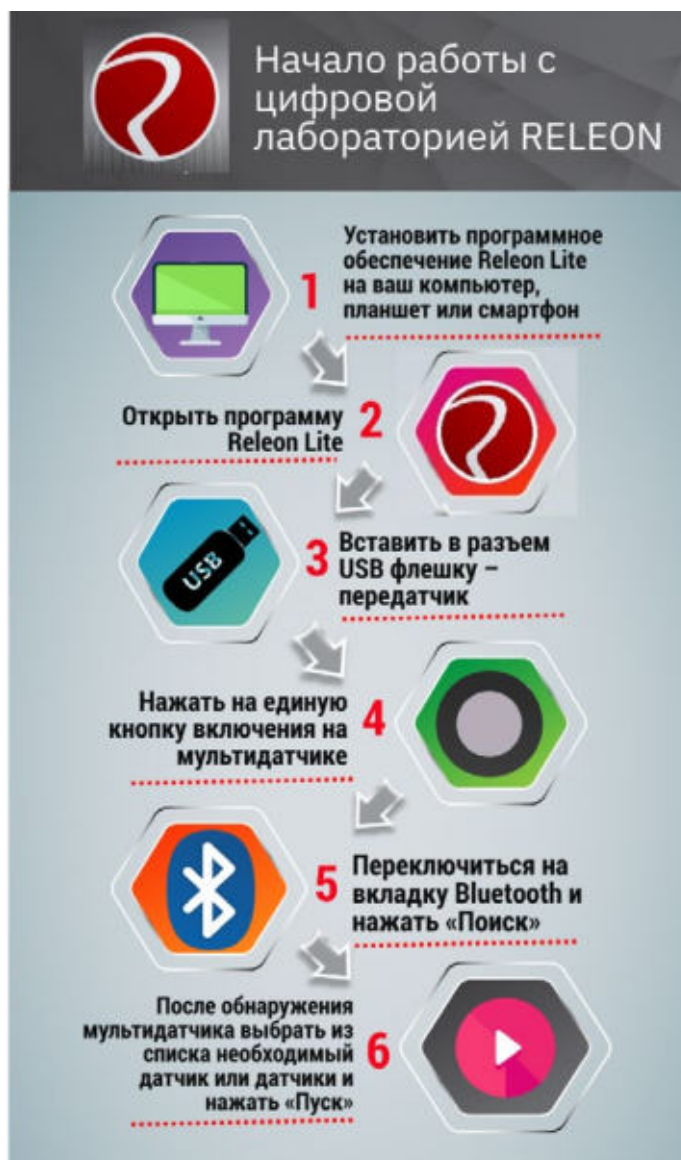 Начало работы с
цифровой
лабораторией RELEON
1
Установить программное
обеспечение Releon Lite
на ваш компьютер,
планшет или смартфон
Открыть программу
Releon Lite
2
USB
3
Вставить в разъем
USB флешку –
передатчик
Нажать на единую
кнопку включения на
мультидатчике
4
5
Переключиться на
вкладку Bluetooth и
нажать «Поиск»
После обнаружения
мультидатчика выбрать из
списка необходимый
датчик или датчики и
нажать «Пуск»
6